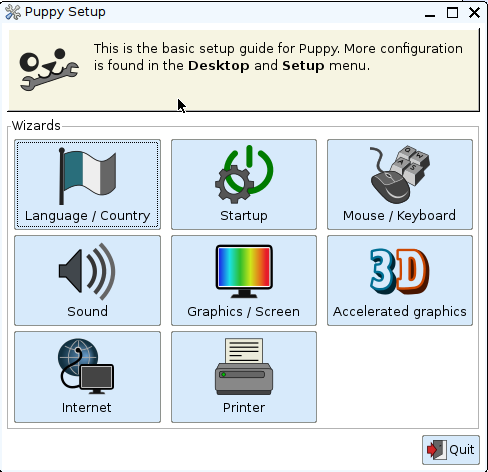 Puppy Setup
This is the basic setup guide for Puppy. More configuration
is found in the Desktop and Setup menu.
Wizards
Language / Country
Startup
Mouse / Keyboard
Sound
Graphics / Screen
3D
Accelerated graphics
Internet
Printer
Quit